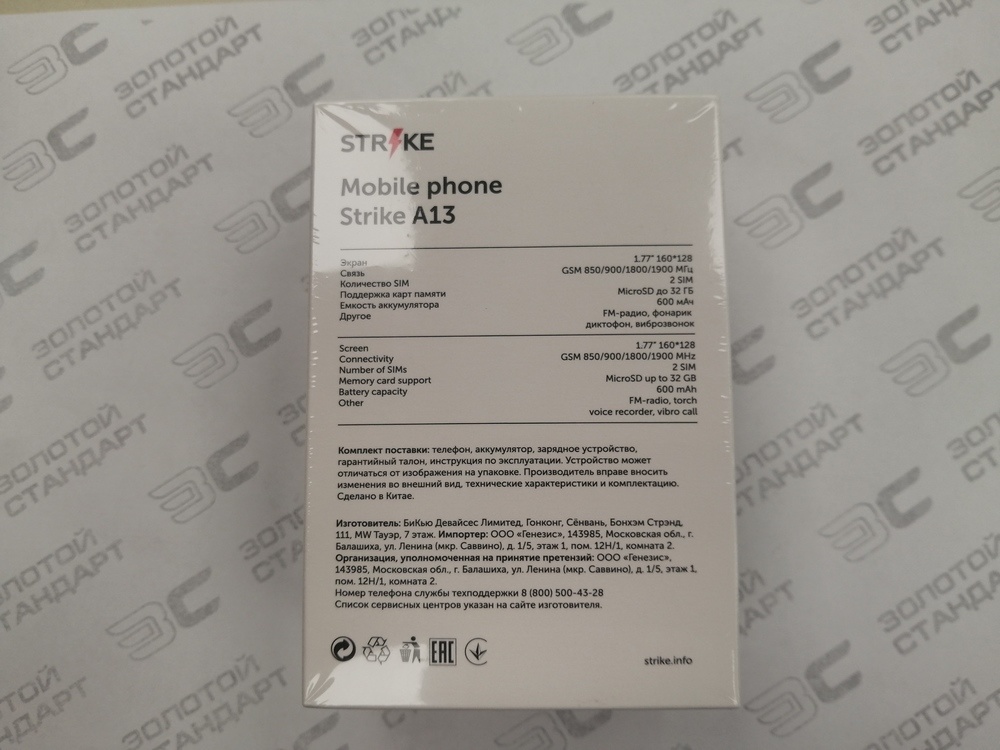 STRIKE
Mobile phone
Strike A13
Экран 1.77" 160*128
Связь GSM 850/900/1800/1900 МГц
Количество SIM 2 SIM
Поддержка карт памяти MicroSD до 32 ГБ
Емкость аккумулятора 600 мАч
Другое FM-радио, фонарик
диктофон, виброзвонок
Screen 1.77" 160*128
Connectivity GSM 850/900/1800/1900 MHz
Number of SIMs 2 SIM
Memory card support MicroSD up to 32 GB
Battery capacity 600 mAh
Other FM-radio, torch
voice recorder, vibro call
Комплект поставки: телефон, аккумулятор, зарядное устройство,
гарантийный талон, инструкция по эксплуатации. Устройство может
отличаться от изображения на упаковке. Производитель вправе вносить
изменения во внешний вид, технические характеристики и комплектацию.
Сделано в Китае.
Изготовитель: БиКью Девайсес Лимитед, Гонконг, Сёнвань, Бонхэм Стрэнд,
111, MW Тауэр, 7 этаж. Импортер: ООО «Генезис», 143985, Московская обл., г.
Балашиха, ул. Ленина (мкр. Саввино), д. 1/5, этаж 1, пом. 12Н/1, комната 2.
Организация, уполномоченная на принятие претензий: ООО «Генезис»,
143985, Московская обл., г. Балашиха, ул. Ленина (мкр. Саввино), д. 1/5, этаж 1,
пом. 12Н/1, комната 2.
Номер телефона службы техподдержки 8 (800) 500-43-28
Список сервисных центров указан на сайте изготовителя.
EAC
strike.info
ЗС ЗОЛОТОЙ
СТАНДАРТ